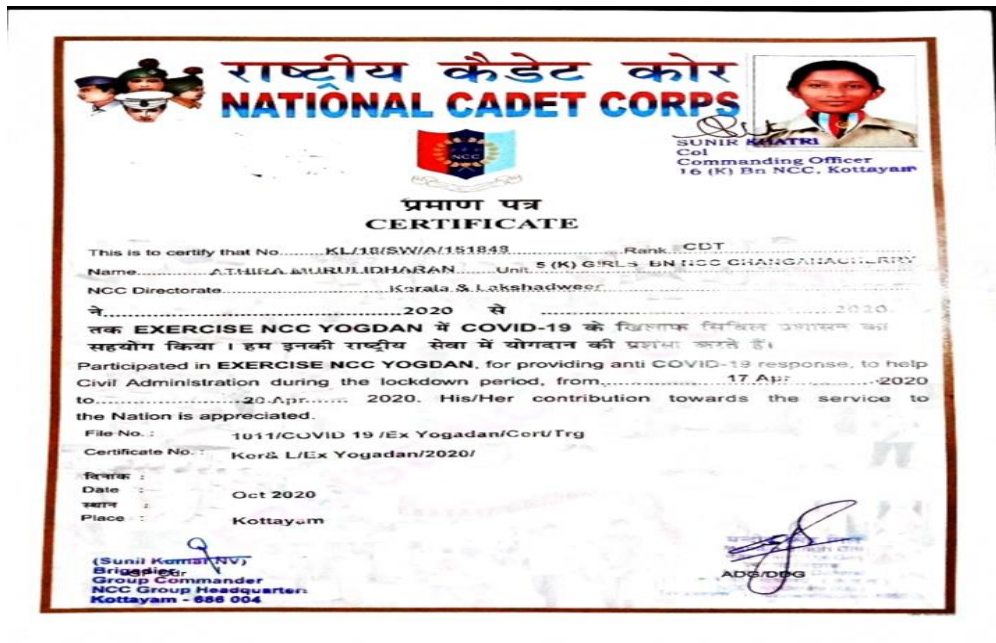 राष्ट्रीय कैडेट कोर
NATIONAL CADET CORPS
NCC
SUNIR KHATRI
Col
Commanding Officer
16 (K) Bn NCC, Kottayam
प्रमाण पत्र
CERTIFICATE
This is to certify that No. KL/18/SW/A/151848 Rank CDT
Name ATHIRA MURULIDHARAN Unit 5 (K) GIRLS BN NCC CHANGANACHERRY
NCC Directorate Kerala & Lakshadweep
ने 2020 से 2020
तक EXERCISE NCC YOGDAN में COVID-19 के खिलाफ सिविल प्रशासन का
सहयोग किया । हम इनकी राष्ट्रीय सेवा में योगदान की प्रशंसा करते हैं।
Participated in EXERCISE NCC YOGDAN, for providing anti COVID-19 response, to help
Civil Administration during the lockdown period, from 17 Apr 2020
to 20 Apr 2020. His/Her contribution towards the service to
the Nation is appreciated.
File No. : 1011/COVID 19 /Ex Yogadan/Cert/Trg
Certificate No. : Ker& L/Ex Yogadan/2020/
दिनांक :
Date : Oct 2020
स्थान :
Place : Kottayam
(Sunil Kumar NV)
Brigadier
Group Commander
NCC Group Headquarters
Kottayam - 686 004
ADG/DDG